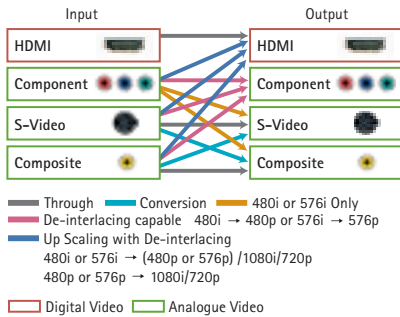 Input Output
HDMI HDMI
Component Component
S-Video S-Video
Composite Composite
Through Conversion 480i or 576i Only
De-interlacing capable 480i → 480p or 576i → 576p
Up Scaling with De-interlacing
480i or 576i → (480p or 576p) /1080i/720p
480p or 576p → 1080i/720p
Digital Video Analogue Video